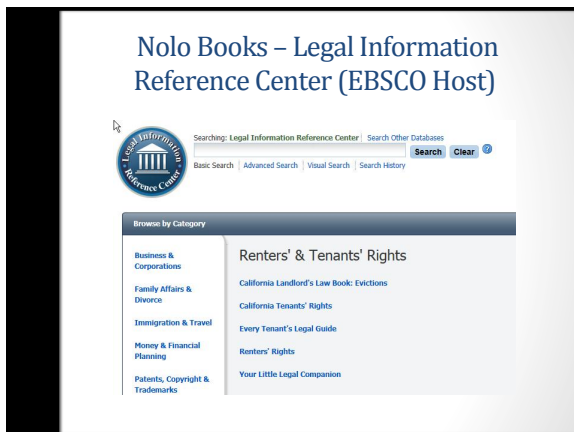 Nolo Books – Legal Information
Reference Center (EBSCO Host)
Legal Information
Reference Center
Searching: Legal Information Reference Center | Search Other Databases
Search Clear ?
Basic Search | Advanced Search | Visual Search | Search History
Browse by Category
Business &
Corporations
Family Affairs &
Divorce
Immigration & Travel
Money & Financial
Planning
Patents, Copyright &
Trademarks
Renters' & Tenants' Rights
California Landlord's Law Book: Evictions
California Tenants' Rights
Every Tenant's Legal Guide
Renters' Rights
Your Little Legal Companion